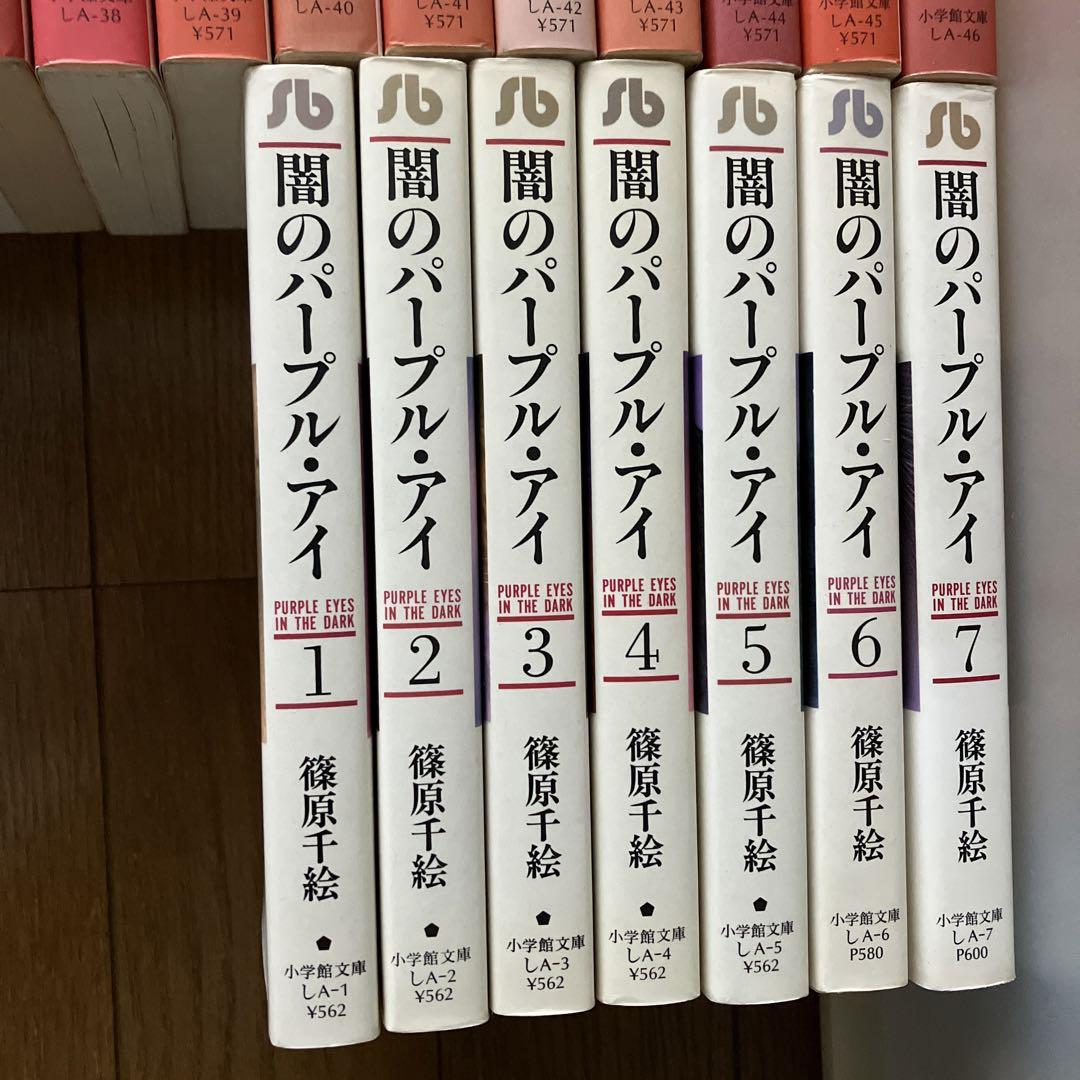 しA-38
しA-39
¥571
小学館文庫
しA-40
しA-41
¥571
しA-42
¥571
しA-43
¥571
小学館文庫
しA-44
¥571
小学館文庫
しA-45
¥571
小学館文庫
しA-46
Sb
闇のパープル・アイ
PURPLE EYES
IN THE DARK
1
篠原千絵
小学館文庫
しA-1
¥562
Sb
闇のパープル・アイ
PURPLE EYES
IN THE DARK
2
篠原千絵
小学館文庫
しA-2
¥562
Sb
闇のパープル・アイ
PURPLE EYES
IN THE DARK
3
篠原千絵
小学館文庫
しA-3
¥562
Sb
闇のパープル・アイ
PURPLE EYES
IN THE DARK
4
篠原千絵
小学館文庫
しA-4
¥562
Sb
闇のパープル・アイ
PURPLE EYES
IN THE DARK
5
篠原千絵
小学館文庫
しA-5
¥562
Sb
闇のパープル・アイ
PURPLE EYES
IN THE DARK
6
篠原千絵
小学館文庫
しA-6
P580
Sb
闇のパープル・アイ
PURPLE EYES
IN THE DARK
7
篠原千絵
小学館文庫
しA-7
P600